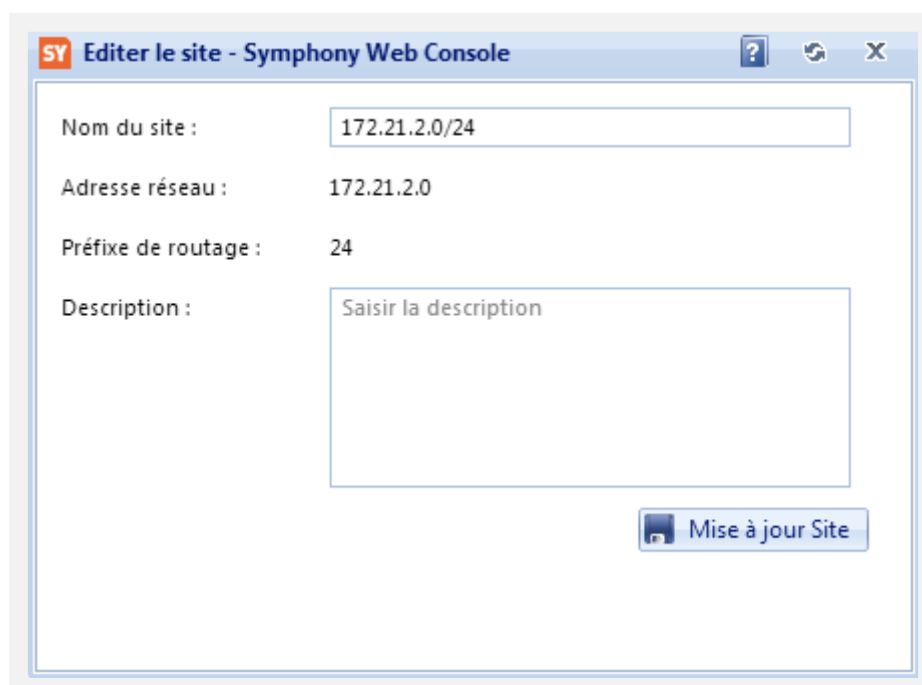 SY Editer le site - Symphony Web Console ?
Nom du site : 172.21.2.0/24
Adresse réseau : 172.21.2.0
Préfixe de routage : 24
Description : Saisir la description
Mise à jour Site